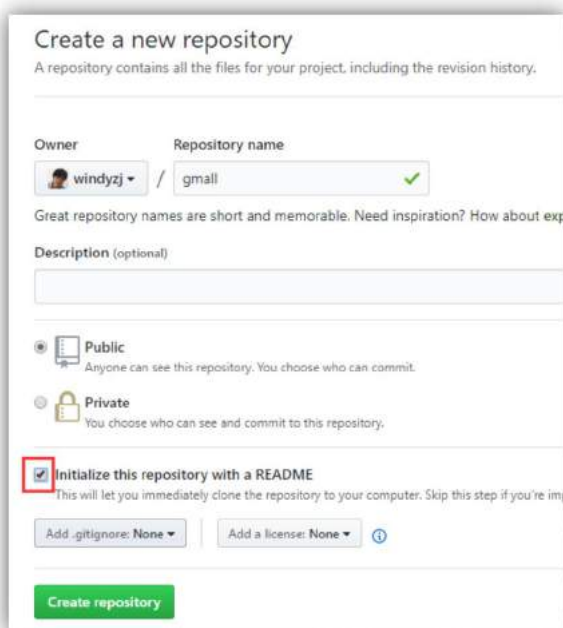 Create a new repository
A repository contains all the files for your project, including the revision history.
Owner Repository name
windyzj / gmall
Great repository names are short and memorable. Need inspiration? How about exp
Description (optional)
Public
Anyone can see this repository. You choose who can commit.
Private
You choose who can see and commit to this repository.
Initialize this repository with a README
This will let you immediately clone the repository to your computer. Skip this step if you're imp
Add .gitignore: None Add a license: None
Create repository